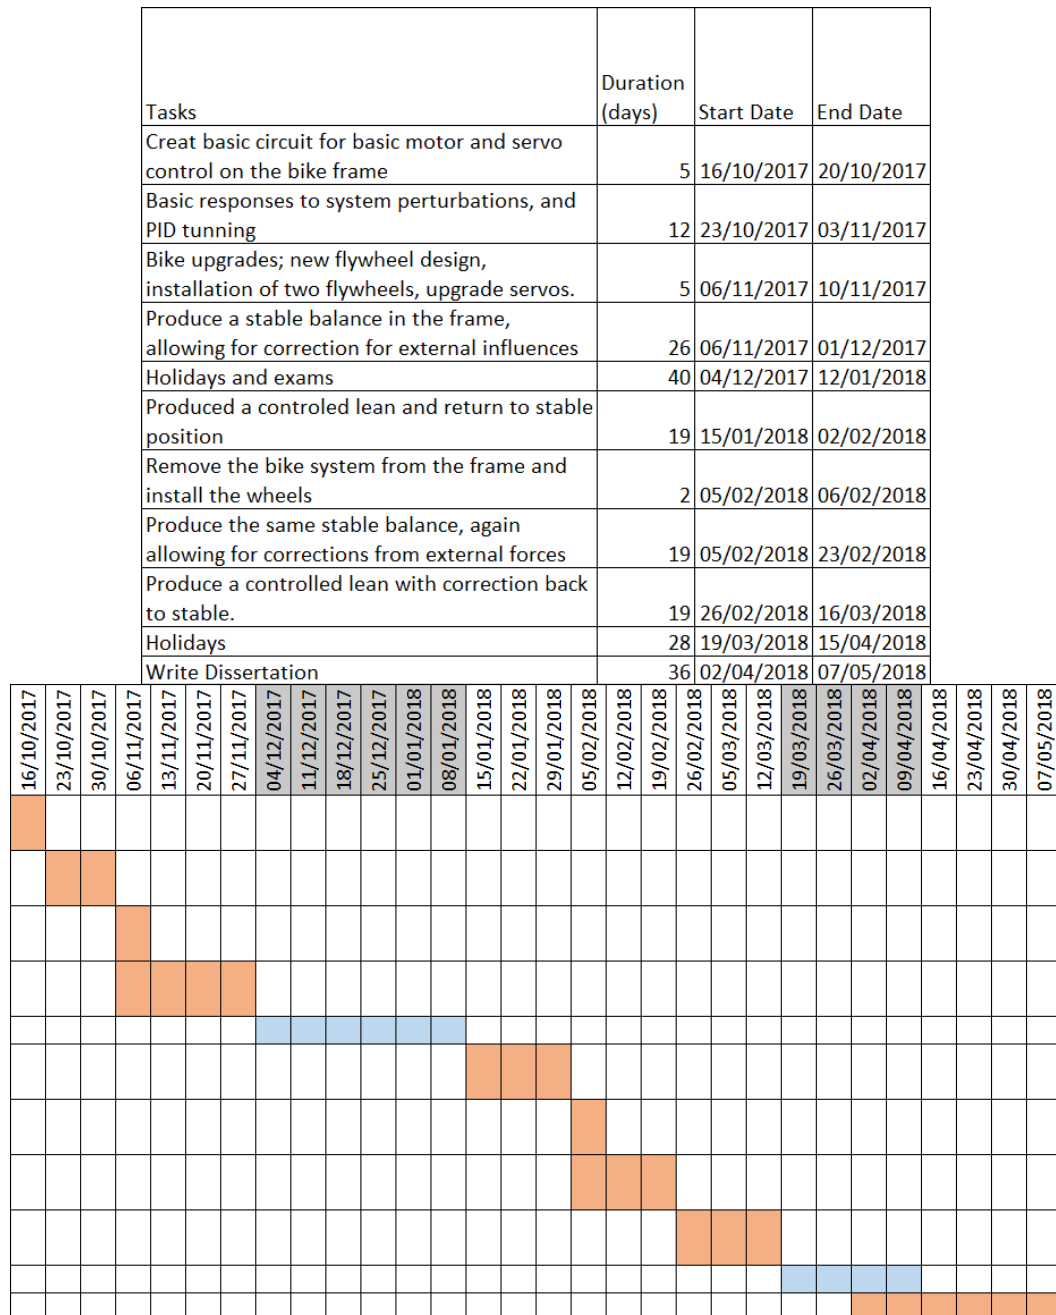 Duration
Tasks (days) Start Date End Date
Creat basic circuit for basic motor and servo
control on the bike frame 5 16/10/2017 20/10/2017
Basic responses to system perturbations, and
PID tunning 12 23/10/2017 03/11/2017
Bike upgrades; new flywheel design,
installation of two flywheels, upgrade servos. 5 06/11/2017 10/11/2017
Produce a stable balance in the frame,
allowing for correction for external influences 26 06/11/2017 01/12/2017
Holidays and exams 40 04/12/2017 12/01/2018
Produced a controled lean and return to stable
position 19 15/01/2018 02/02/2018
Remove the bike system from the frame and
install the wheels 2 05/02/2018 06/02/2018
Produce the same stable balance, again
allowing for corrections from external forces 19 05/02/2018 23/02/2018
Produce a controlled lean with correction back
to stable. 19 26/02/2018 16/03/2018
Holidays 28 19/03/2018 15/04/2018
Write Dissertation 36 02/04/2018 07/05/2018
16/10/2017
23/10/2017
30/10/2017
06/11/2017
13/11/2017
20/11/2017
27/11/2017
04/12/2017
11/12/2017
18/12/2017
25/12/2017
01/01/2018
08/01/2018
15/01/2018
22/01/2018
29/01/2018
05/02/2018
12/02/2018
19/02/2018
26/02/2018
05/03/2018
12/03/2018
19/03/2018
26/03/2018
02/04/2018
09/04/2018
16/04/2018
23/04/2018
30/04/2018
07/05/2018